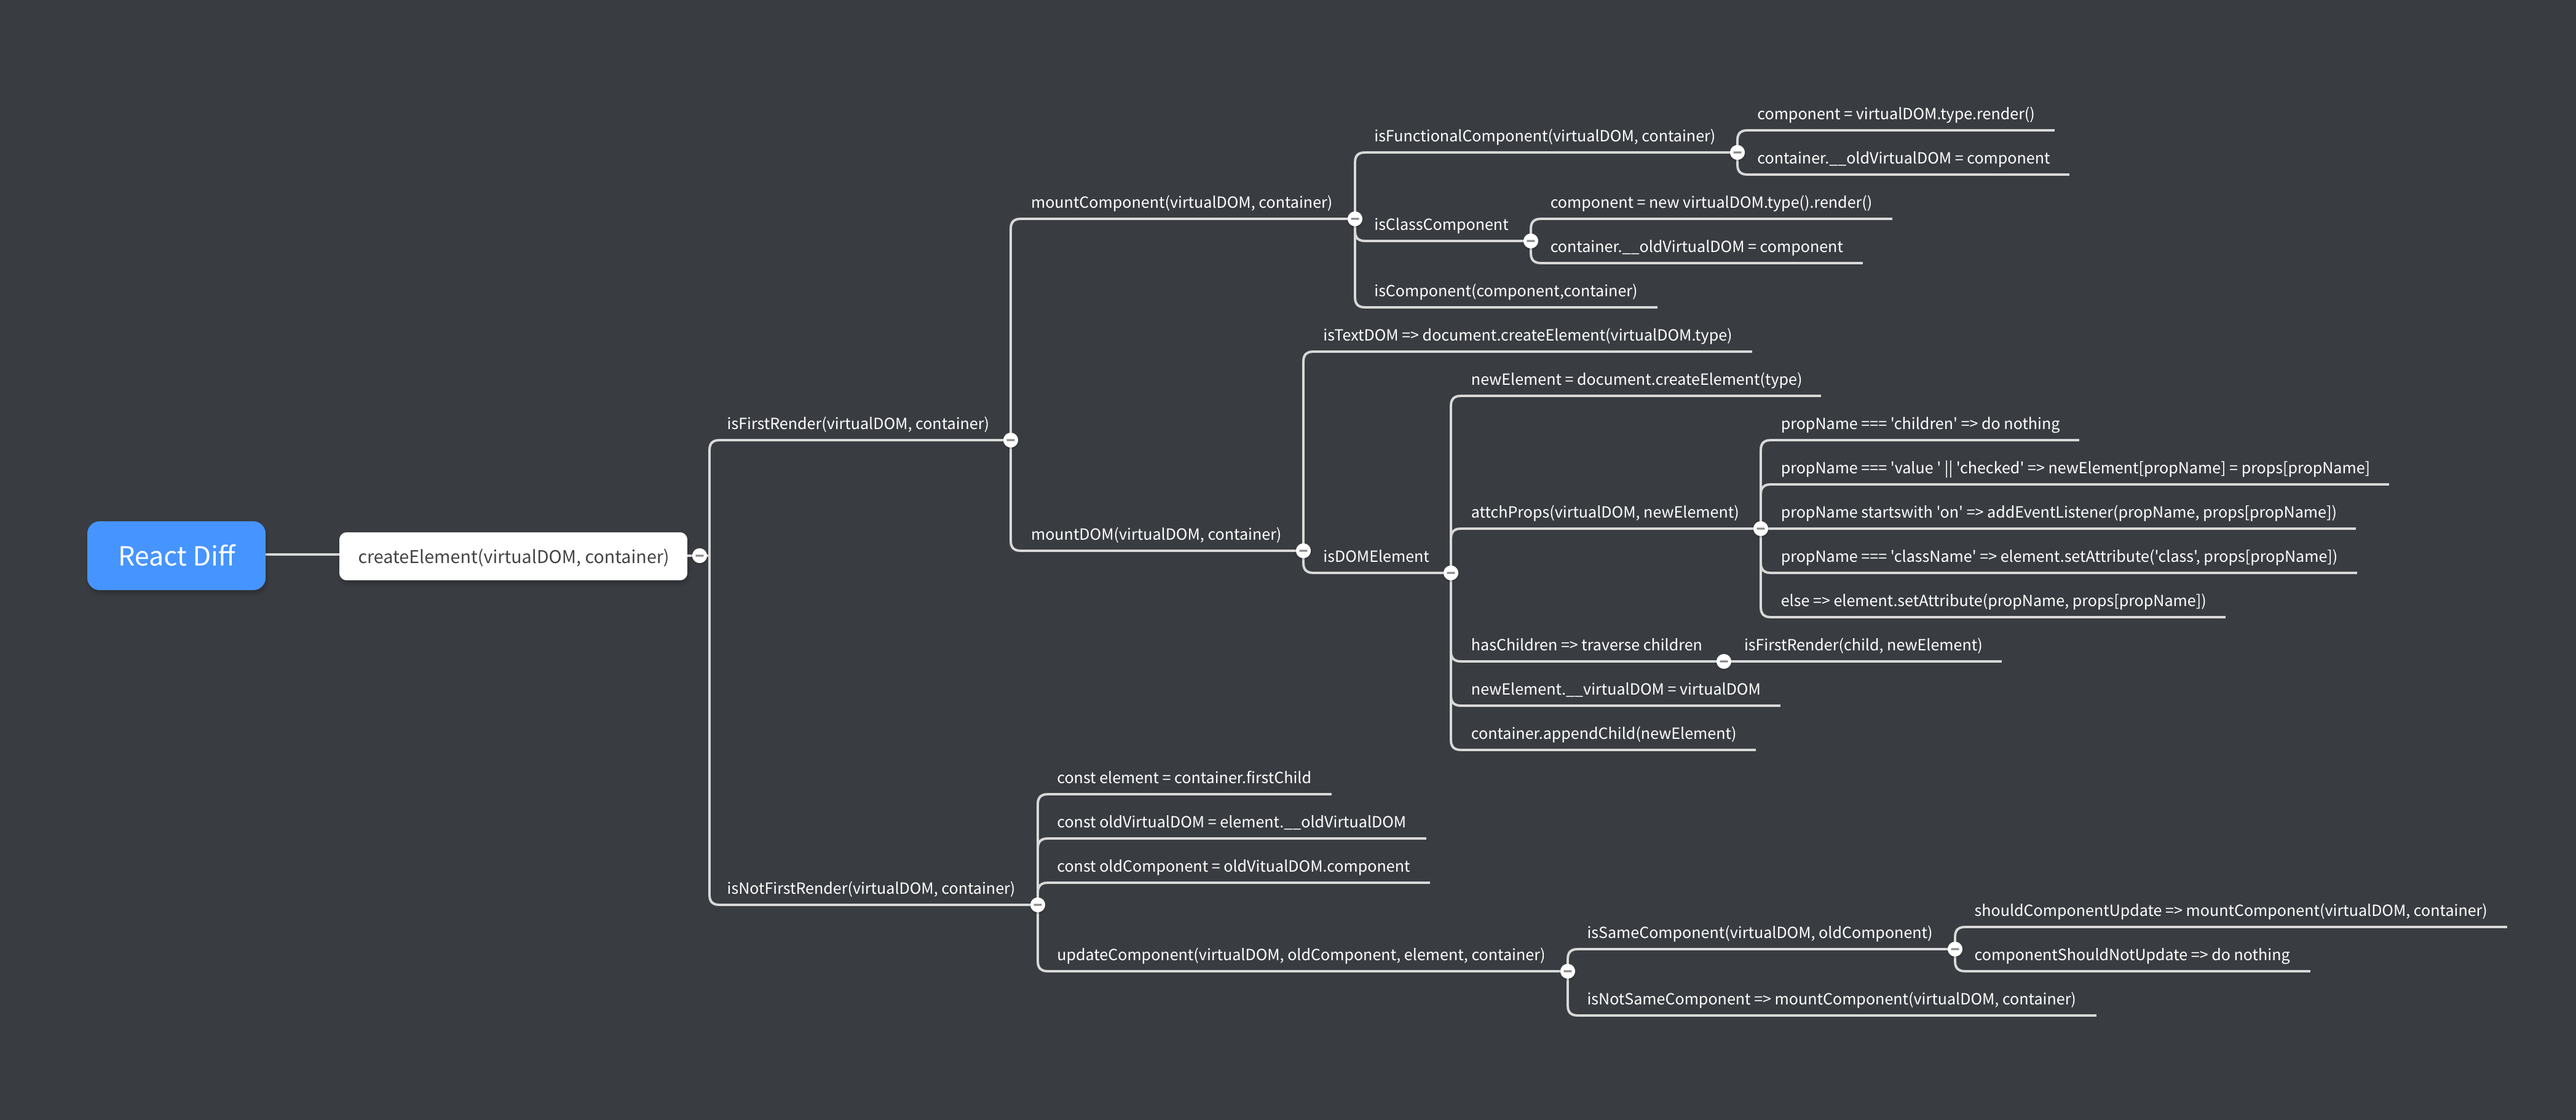 React Diff
createElement(virtualDOM, container)
isFirstRender(virtualDOM, container)
mountComponent(virtualDOM, container)
isFunctionalComponent(virtualDOM, container)
component = virtualDOM.type.render()
container.__oldVirtualDOM = component
isClassComponent
component = new virtualDOM.type().render()
container.__oldVirtualDOM = component
isComponent(component,container)
mountDOM(virtualDOM, container)
isTextDOM => document.createElement(virtualDOM.type)
isDOMElement
newElement = document.createElement(type)
attchProps(virtualDOM, newElement)
propName === 'children' => do nothing
propName === 'value ' || 'checked' => newElement[propName] = props[propName]
propName startswith 'on' => addEventListener(propName, props[propName])
propName === 'className' => element.setAttribute('class', props[propName])
else => element.setAttribute(propName, props[propName])
hasChildren => traverse children
isFirstRender(child, newElement)
newElement.__virtualDOM = virtualDOM
container.appendChild(newElement)
isNotFirstRender(virtualDOM, container)
const element = container.firstChild
const oldVirtualDOM = element.__oldVirtualDOM
const oldComponent = oldVitualDOM.component
updateComponent(virtualDOM, oldComponent, element, container)
isSameComponent(virtualDOM, oldComponent)
shouldComponentUpdate => mountComponent(virtualDOM, container)
componentShouldNotUpdate => do nothing
isNotSameComponent => mountComponent(virtualDOM, container)